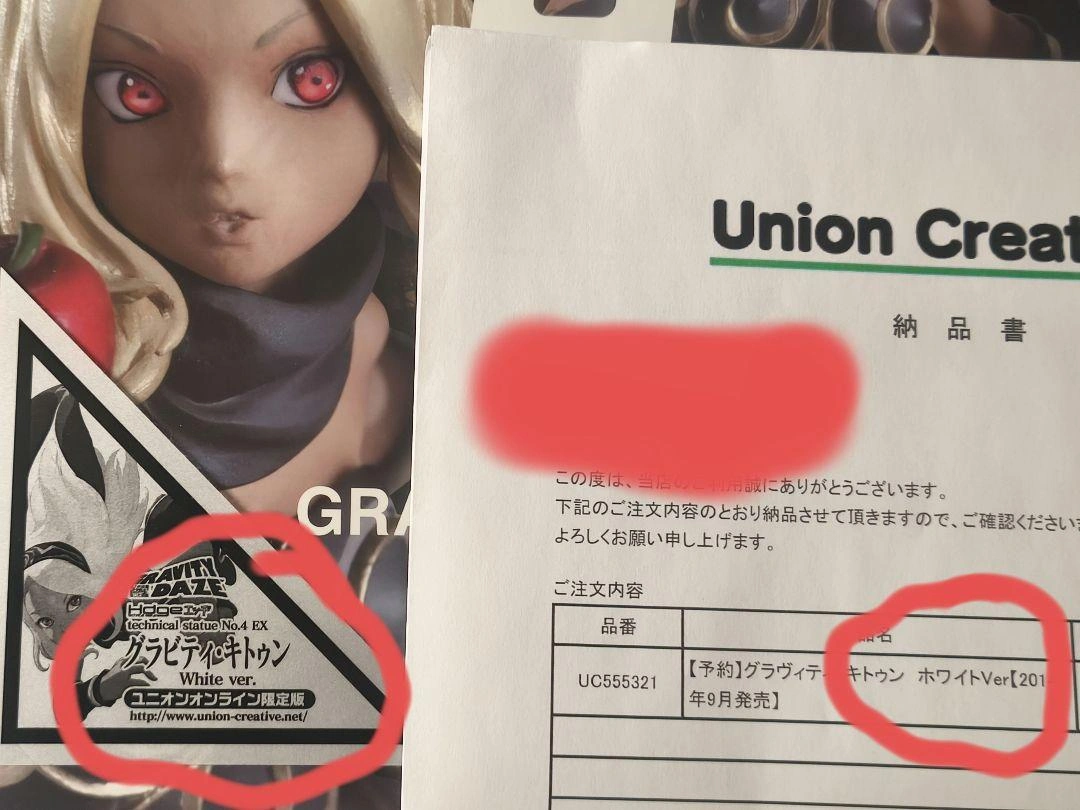 GRA
GRAVITY
DAZE
technical statue No.4 EX
グラビティ・キトゥン
White ver.
ユニオンオンライン限定版
http://www.union-creative.net/
Union Creat
納品書
この度は、当店のご利用誠にありがとうございます。
下記のご注文内容のとおり納品させて頂きますので、ご確認ください
よろしくお願い申し上げます。
ご注文内容
品番 品名
UC555321 【予約】グラヴィティ キトゥン ホワイトVer【201
年9月発売】